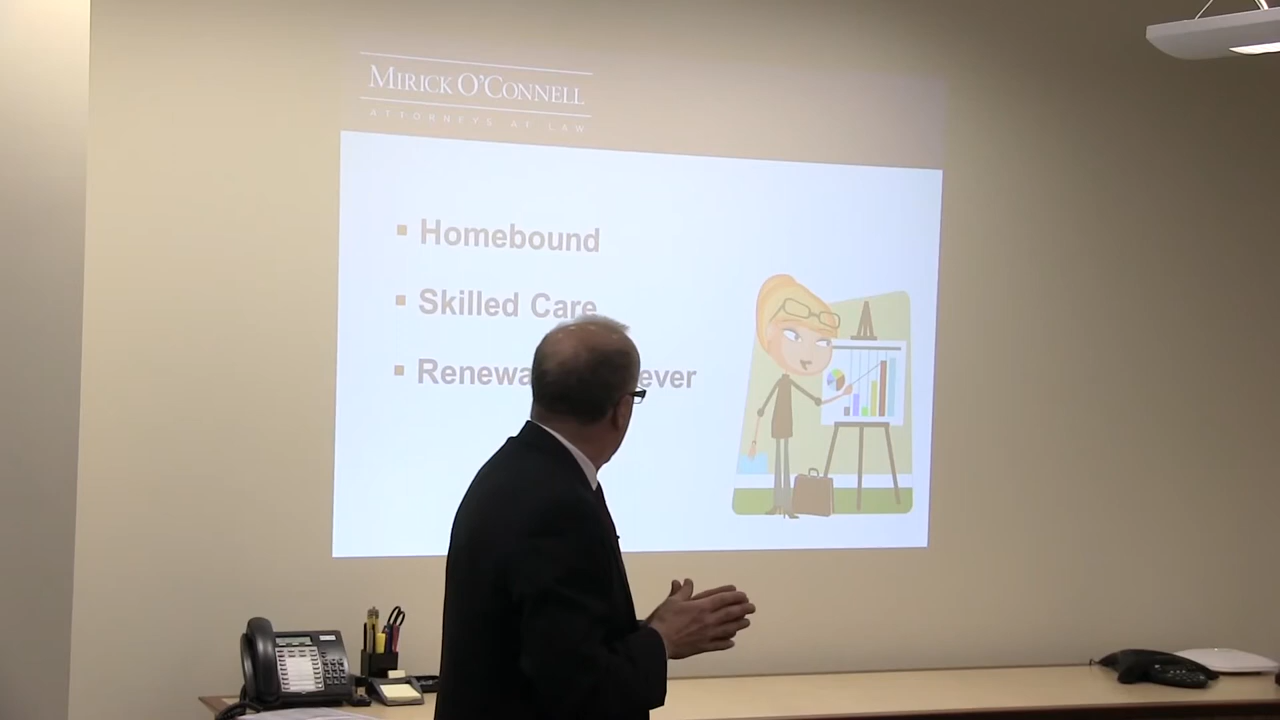 MIRICK O'CONNELL
ATTORNEYS AT LAW
▪ Homebound
▪ Skilled Care
▪ Renewa ever